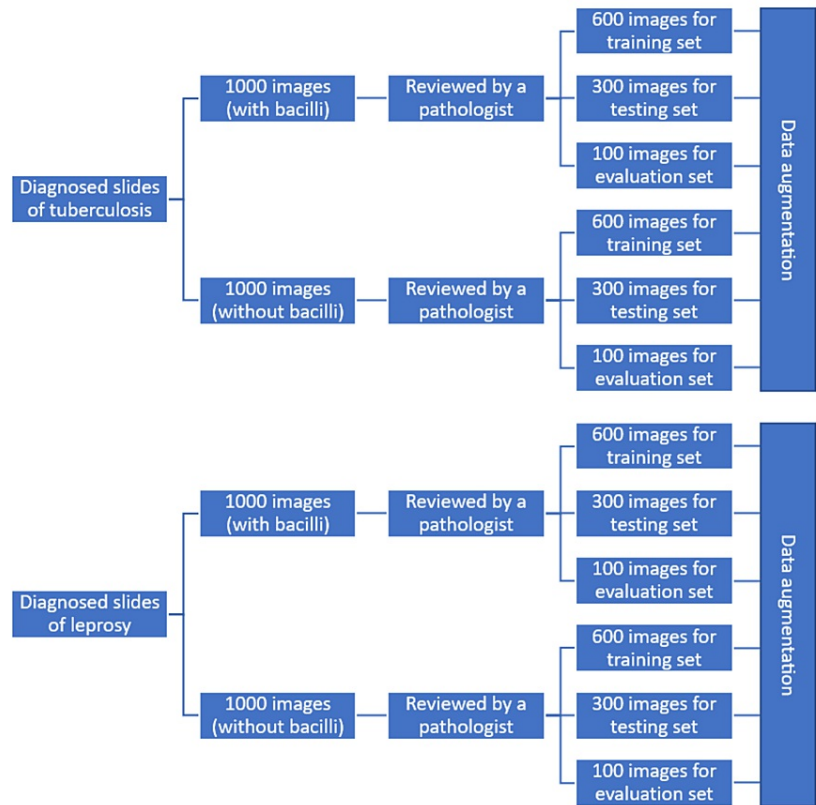 Diagnosed slides
of tuberculosis
1000 images
(with bacilli)
Reviewed by a
pathologist
600 images for
training set
300 images for
testing set
100 images for
evaluation set
1000 images
(without bacilli)
Reviewed by a
pathologist
600 images for
training set
300 images for
testing set
100 images for
evaluation set
Data augmentation
Diagnosed slides
of leprosy
1000 images
(with bacilli)
Reviewed by a
pathologist
600 images for
training set
300 images for
testing set
100 images for
evaluation set
1000 images
(without bacilli)
Reviewed by a
pathologist
600 images for
training set
300 images for
testing set
100 images for
evaluation set
Data augmentation